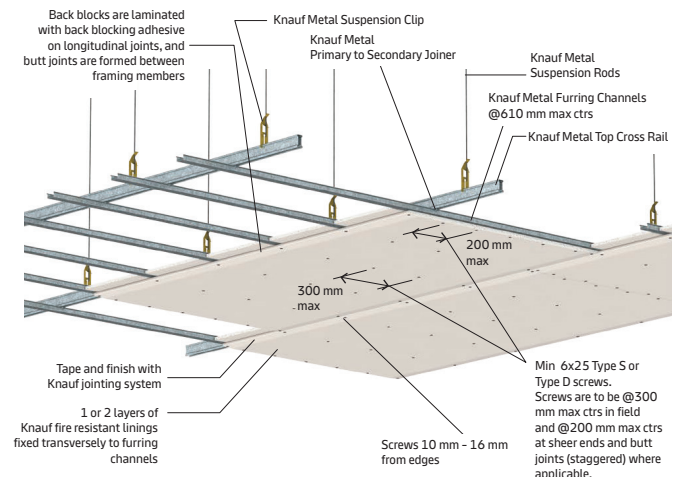 Back blocks are laminated
with back blocking adhesive
on longitudinal joints, and
butt joints are formed between
framing members
Knauf Metal Suspension Clip
Knauf Metal
Primary to Secondary Joiner
Knauf Metal
Suspension Rods
Knauf Metal Furring Channels
@610 mm max ctrs
Knauf Metal Top Cross Rail
200 mm
max
300 mm
max
Tape and finish with
Knauf jointing system
1 or 2 layers of
Knauf fire resistant linings
fixed transversely to furring
channels
Screws 10 mm - 16 mm
from edges
Min 6x25 Type S or
Type D screws.
Screws are to be @300
mm max ctrs in field
and @200 mm max ctrs
at sheer ends and butt
joints (staggered) where
applicable.